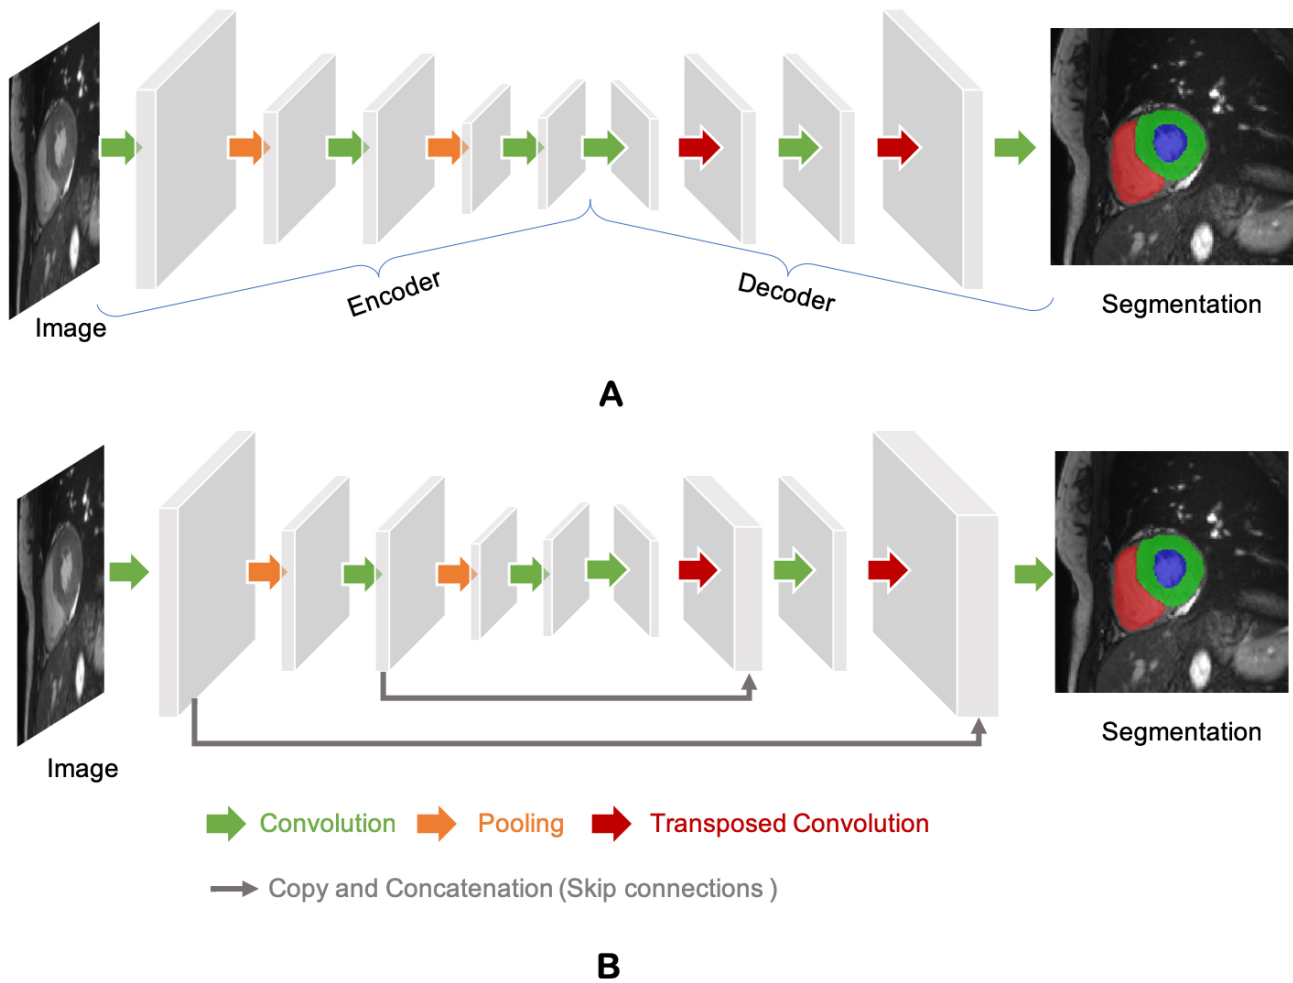 Encoder
Decoder
Segmentation
Image
A
Segmentation
Image
Convolution Pooling Transposed Convolution
Copy and Concatenation (Skip connections )
B